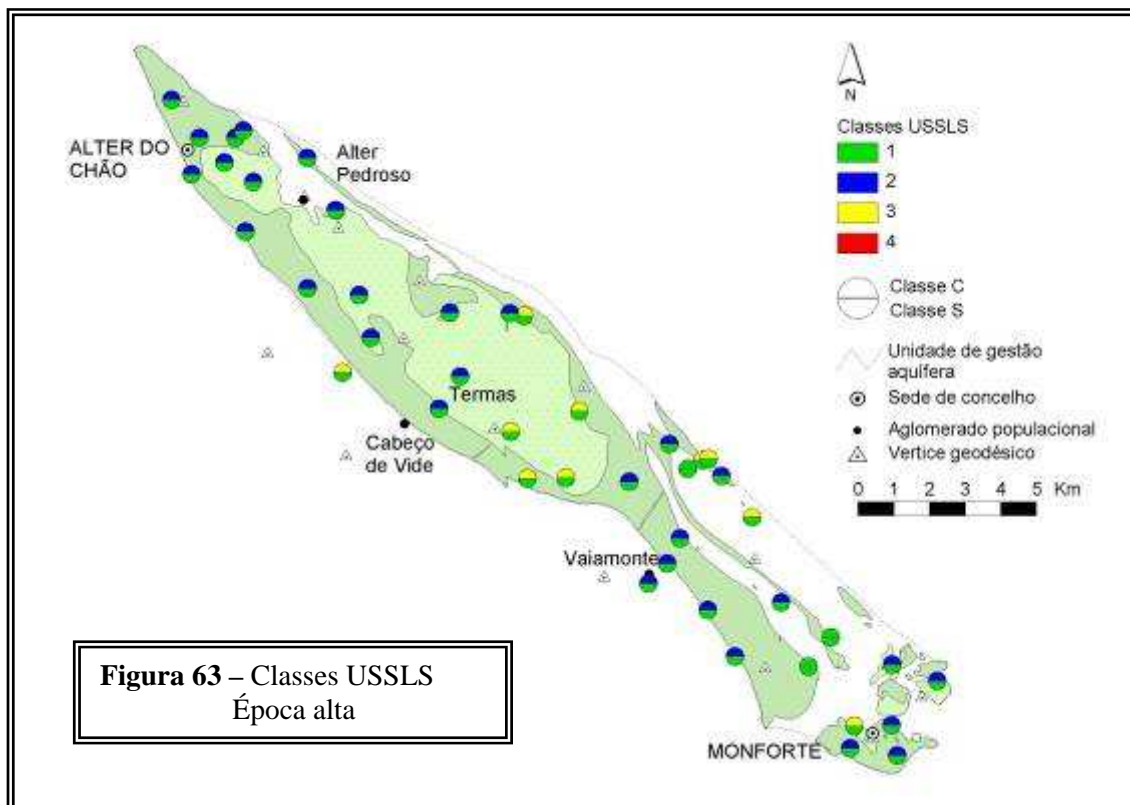 N
Classes USSLS
1
2
3
4
Classe C
Classe S
Unidade de gestão
aquífera
Sede de concelho
Aglomerado populacional
Vertice geodésico
0 1 2 3 4 5 Km
ALTER DO
CHÃO
Alter
Pedroso
Termas
Cabeço
de Vide
Vaiamonte
MONFORTE
Figura 63 – Classes USSLS
Época alta